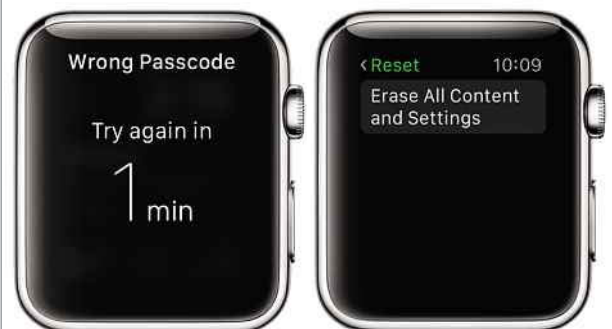 Wrong Passcode
Try again in
1 min
<Reset 10:09
Erase All Content
and Settings